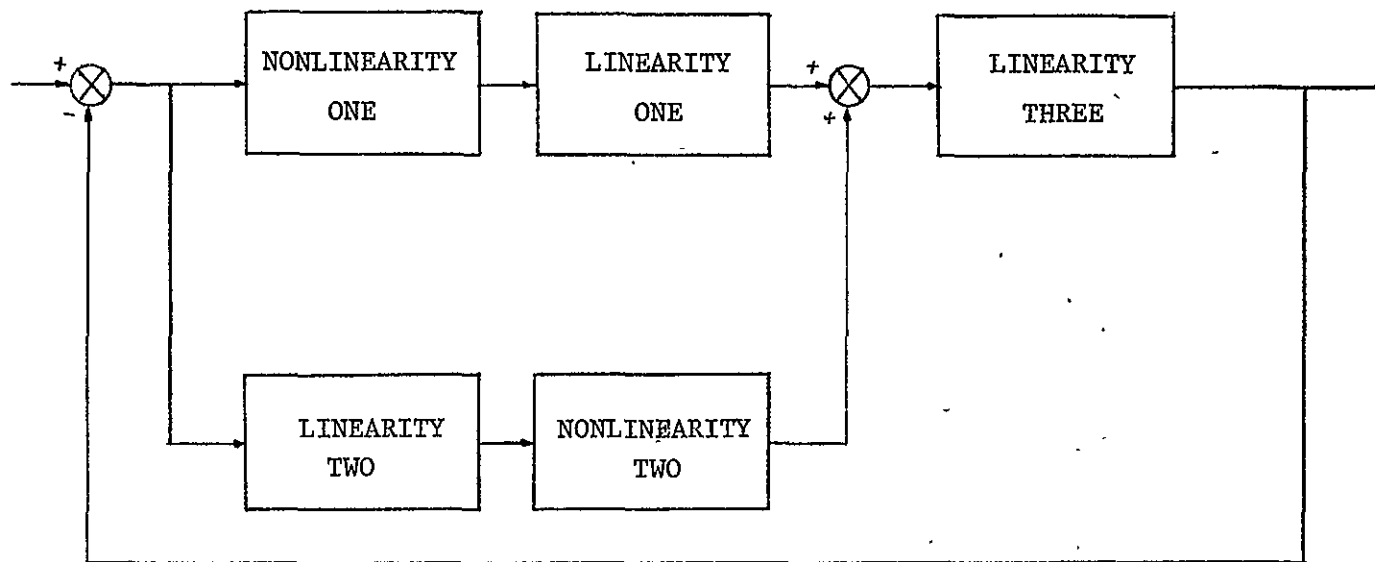 +
-
NONLINEARITY
ONE
LINEARITY
ONE
+
+
LINEARITY
THREE
LINEARITY
TWO
NONLINEARITY
TWO